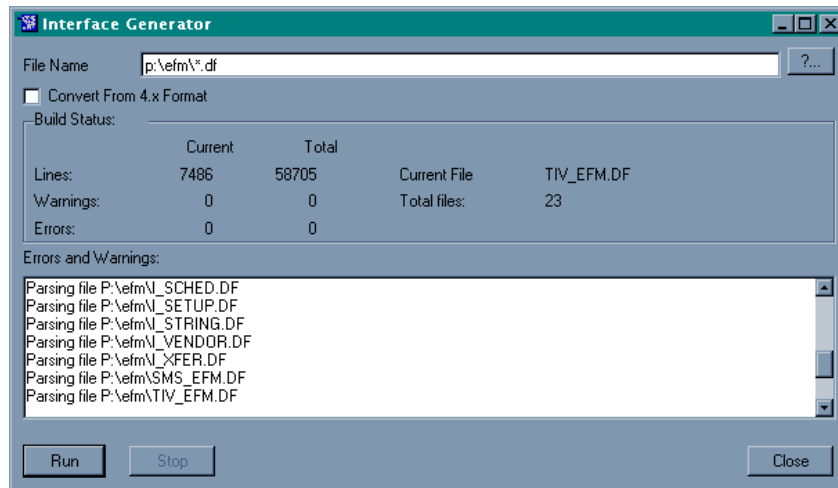 Interface Generator
File Name p:\efm\*.df ?...
Convert From 4.x Format
Build Status:
Current Total
Lines: 7486 58705 Current File TIV_EFM.DF
Warnings: 0 0 Total files: 23
Errors: 0 0
Errors and Warnings:
Parsing file P:\efm\I_SCHED.DF
Parsing file P:\efm\I_SETUP.DF
Parsing file P:\efm\I_STRING.DF
Parsing file P:\efm\I_VENDOR.DF
Parsing file P:\efm\I_XFER.DF
Parsing file P:\efm\SMS_EFM.DF
Parsing file P:\efm\TIV_EFM.DF
Run Stop Close